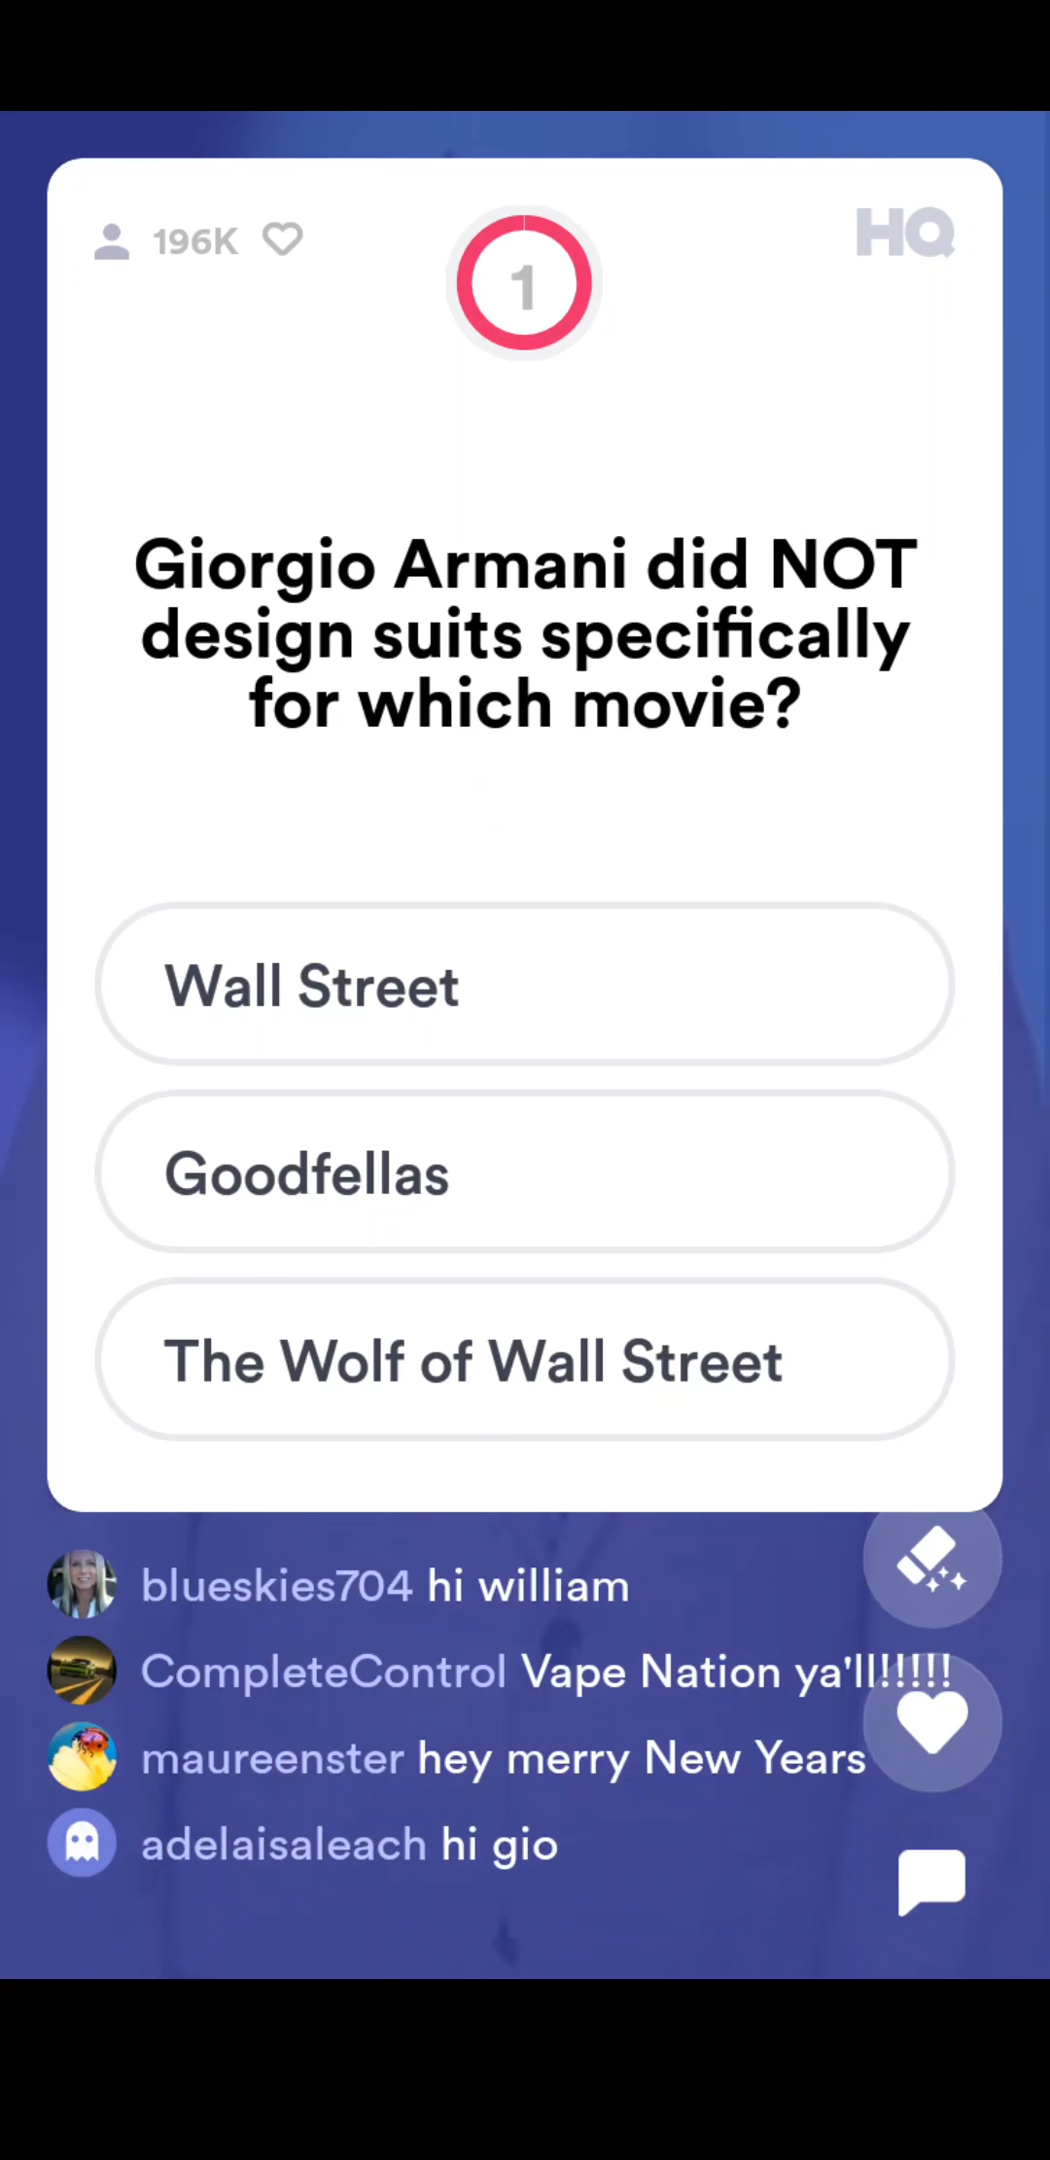 196K
HQ
1
Giorgio Armani did NOT
design suits specifically
for which movie?
Wall Street
Goodfellas
The Wolf of Wall Street
blueskies704 hi william
CompleteControl Vape Nation ya'll!!!!!!
maureenster hey merry New Years
adelaisaleach hi gio